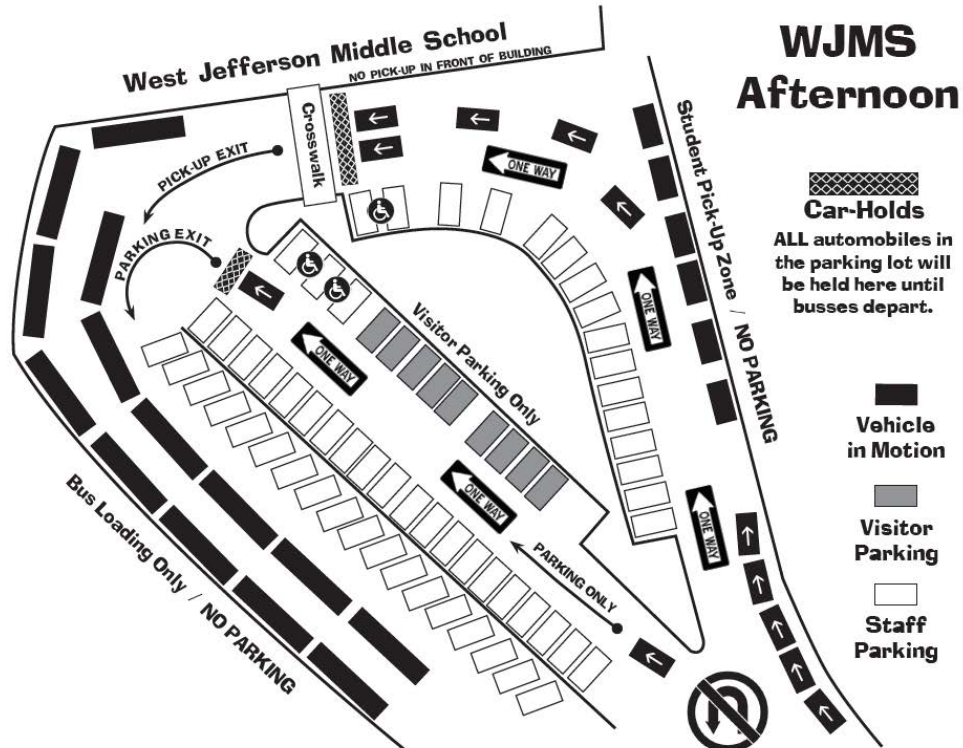 West Jefferson Middle School
NO PICK-UP IN FRONT OF BUILDING
WJMS
Afternoon
Crosswalk
PICK-UP EXIT
PARKING EXIT
ONE WAY
Student Pick-Up Zone / NO PARKING
Car-Holds
ALL automobiles in
the parking lot will
be held here until
busses depart.
ONE WAY
ONE WAY
Visitor Parking Only
Vehicle
in Motion
ONE WAY
ONE WAY
Bus Loading Only / NO PARKING
PARKING ONLY
Visitor
Parking
Staff
Parking